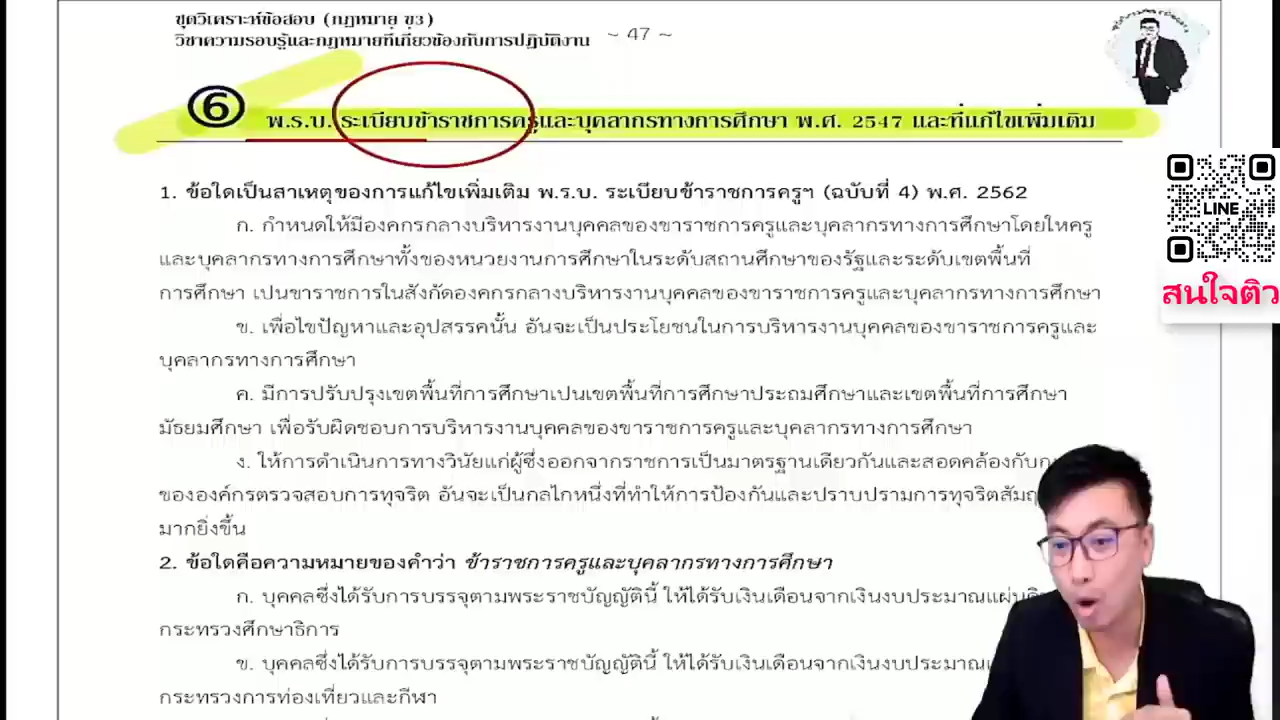 ชุดวิเคราะห์ข้อสอบ (กฎหมาย ข3)
วิชาความรอบรู้และกฎหมายที่เกี่ยวข้องกับการปฏิบัติงาน
~ 47 ~
6 พ.ร.บ. ระเบียบข้าราชการครูและบุคลากรทางการศึกษา พ.ศ. 2547 และที่แก้ไขเพิ่มเติม
1. ข้อใดเป็นสาเหตุของการแก้ไขเพิ่มเติม พ.ร.บ. ระเบียบข้าราชการครูฯ (ฉบับที่ 4) พ.ศ. 2562
ก. กำหนดให้มีองคกรกลางบริหารงานบุคคลของขาราชการครูและบุคลากรทางการศึกษาโดยใหครู
และบุคลากรทางการศึกษาทั้งของหนวยงานการศึกษาในระดับสถานศึกษาของรัฐและระดับเขตพื้นที่
การศึกษา เปนขาราชการในสังกัดองคกรกลางบริหารงานบุคคลของขาราชการครูและบุคลากรทางการศึกษา
ข. เพื่อไขปัญหาและอุปสรรคนั้น อันจะเป็นประโยชนในการบริหารงานบุคคลของขาราชการครูและ
บุคลากรทางการศึกษา
ค. มีการปรับปรุงเขตพื้นที่การศึกษาเปนเขตพื้นที่การศึกษาประถมศึกษาและเขตพื้นที่การศึกษา
มัธยมศึกษา เพื่อรับผิดชอบการบริหารงานบุคคลของขาราชการครูและบุคลากรทางการศึกษา
ง. ให้การดำเนินการทางวินัยแก่ผู้ซึ่งออกจากราชการเป็นมาตรฐานเดียวกันและสอดคล้องกับ
ขององค์กรตรวจสอบการทุจริต อันจะเป็นกลไกหนึ่งที่ทำให้การป้องกันและปราบปรามการทุจริต
มากยิ่งขึ้น
2. ข้อใดคือความหมายของคำว่า ข้าราชการครูและบุคลากรทางการศึกษา
ก. บุคคลซึ่งได้รับการบรรจุตามพระราชบัญญัตินี้ ให้ได้รับเงินเดือนจากเงินงบประมาณ
กระทรวงศึกษาธิการ
ข. บุคคลซึ่งได้รับการบรรจุตามพระราชบัญญัตินี้ ให้ได้รับเงินเดือนจากเงินงบประมาณ
กระทรวงการท่องเที่ยวและกีฬา
LINE
สนใจติว